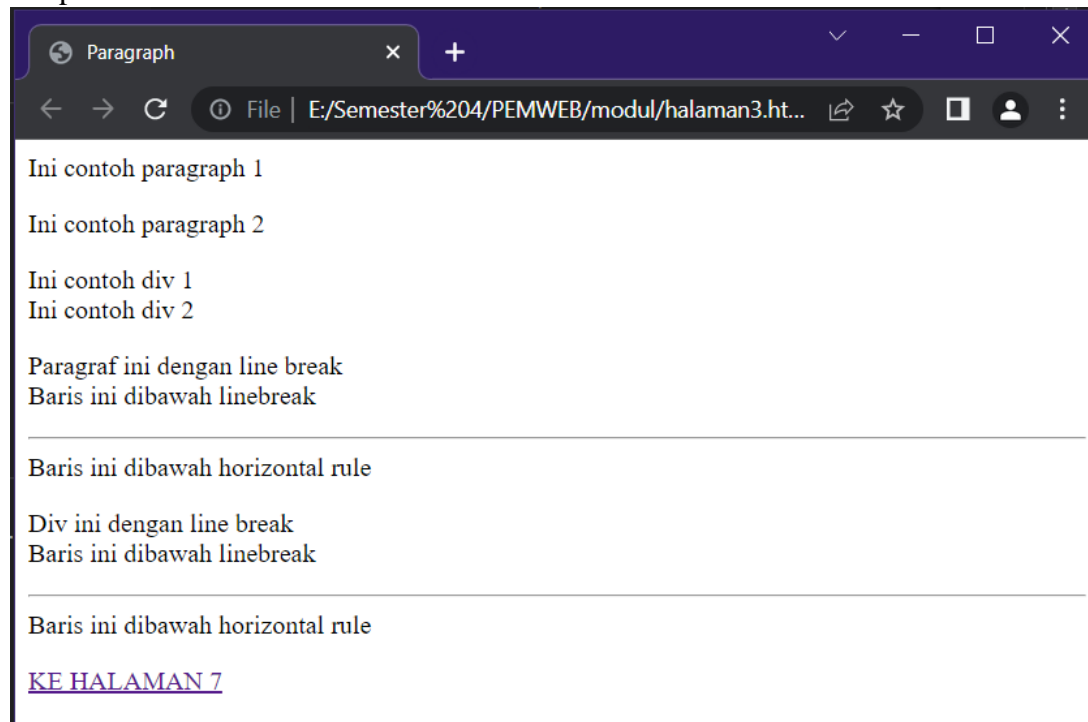 Paragraph
File | E:/Semester%204/PEMWEB/modul/halaman3.ht...
Ini contoh paragraph 1
Ini contoh paragraph 2
Ini contoh div 1
Ini contoh div 2
Paragraf ini dengan line break
Baris ini dibawah linebreak
Baris ini dibawah horizontal rule
Div ini dengan line break
Baris ini dibawah linebreak
Baris ini dibawah horizontal rule
KE HALAMAN 7